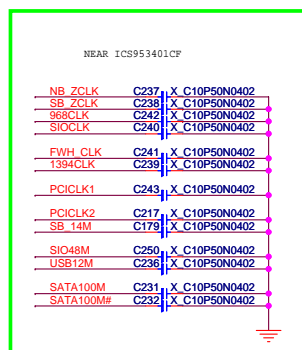 NEAR ICS953401CF
NB_ZCLK C237 X_C10P50N0402
SB_ZCLK C238 X_C10P50N0402
968CLK C242 X_C10P50N0402
SIOCLK C240 X_C10P50N0402
FWH_CLK C241 X_C10P50N0402
1394CLK C239 X_C10P50N0402
PCICLK1 C243 X_C10P50N0402
PCICLK2 C217 X_C10P50N0402
SB_14M C179 X_C10P50N0402
SIO48M C250 X_C10P50N0402
USB12M C236 X_C10P50N0402
SATA100M C231 X_C10P50N0402
SATA100M# C232 X_C10P50N0402